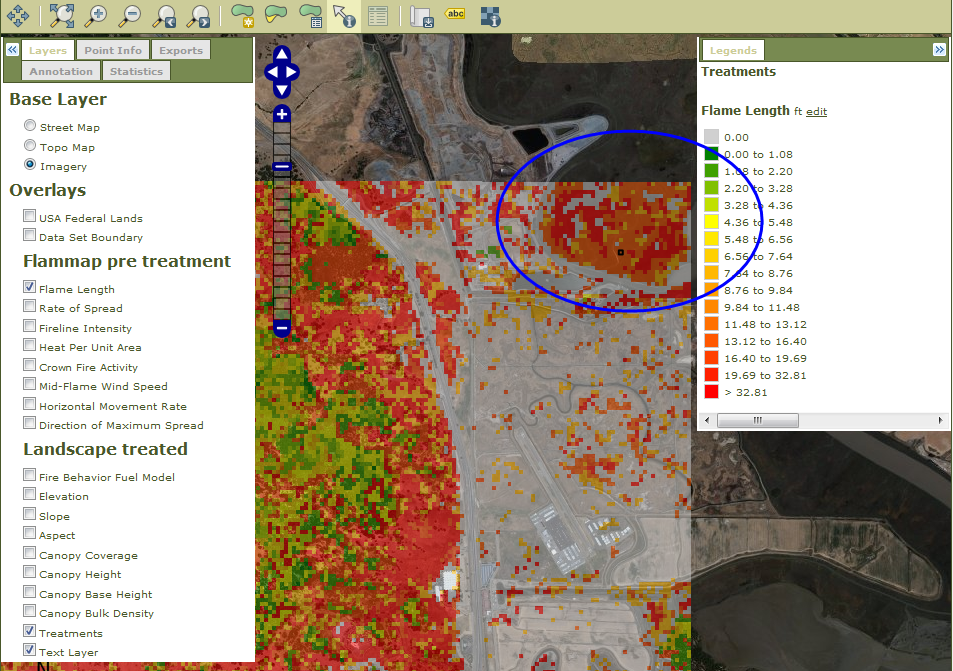 abc
Layers Point Info Exports
Annotation Statistics
Base Layer
Street Map
Topo Map
Imagery
Overlays
USA Federal Lands
Data Set Boundary
Flammap pre treatment
Flame Length
Rate of Spread
Fireline Intensity
Heat Per Unit Area
Crown Fire Activity
Mid-Flame Wind Speed
Horizontal Movement Rate
Direction of Maximum Spread
Landscape treated
Fire Behavior Fuel Model
Elevation
Slope
Aspect
Canopy Coverage
Canopy Height
Canopy Base Height
Canopy Bulk Density
Treatments
Text Layer
Legends
Treatments
Flame Length ft edit
0.00
0.00 to 1.08
1.08 to 2.20
2.20 to 3.28
3.28 to 4.36
4.36 to 5.48
5.48 to 6.56
6.56 to 7.64
7.64 to 8.76
8.76 to 9.84
9.84 to 11.48
11.48 to 13.12
13.12 to 16.40
16.40 to 19.69
19.69 to 32.81
> 32.81